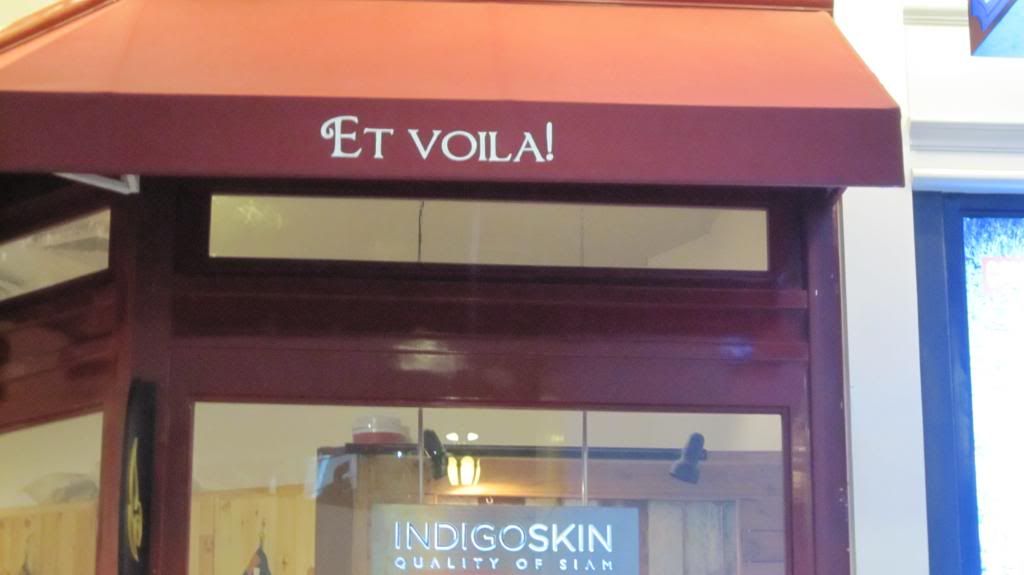 ET VOILA!
INDIGOSKIN
QUALITY OF SIAM